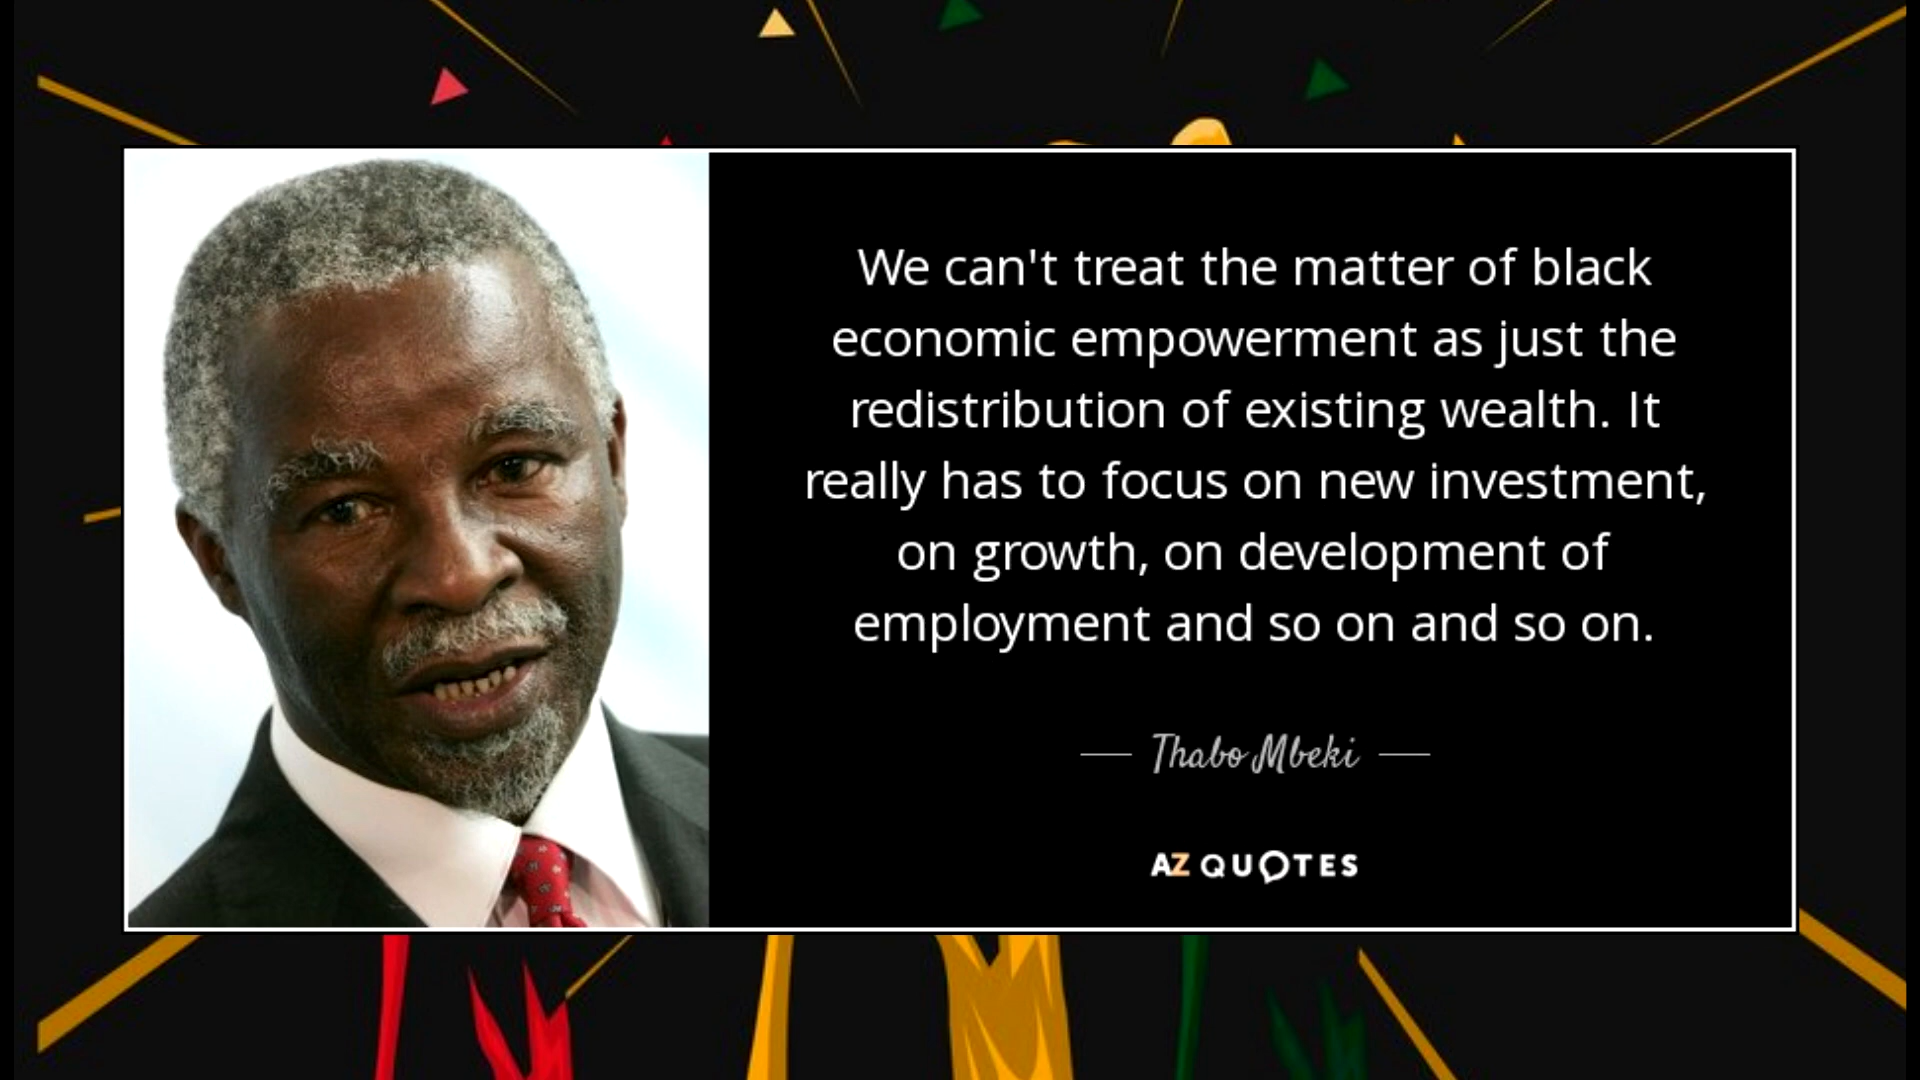 We can't treat the matter of black
economic empowerment as just the
redistribution of existing wealth. It
really has to focus on new investment,
on growth, on development of
employment and so on and so on.
Thabo Mbeki
AZ QUOTES